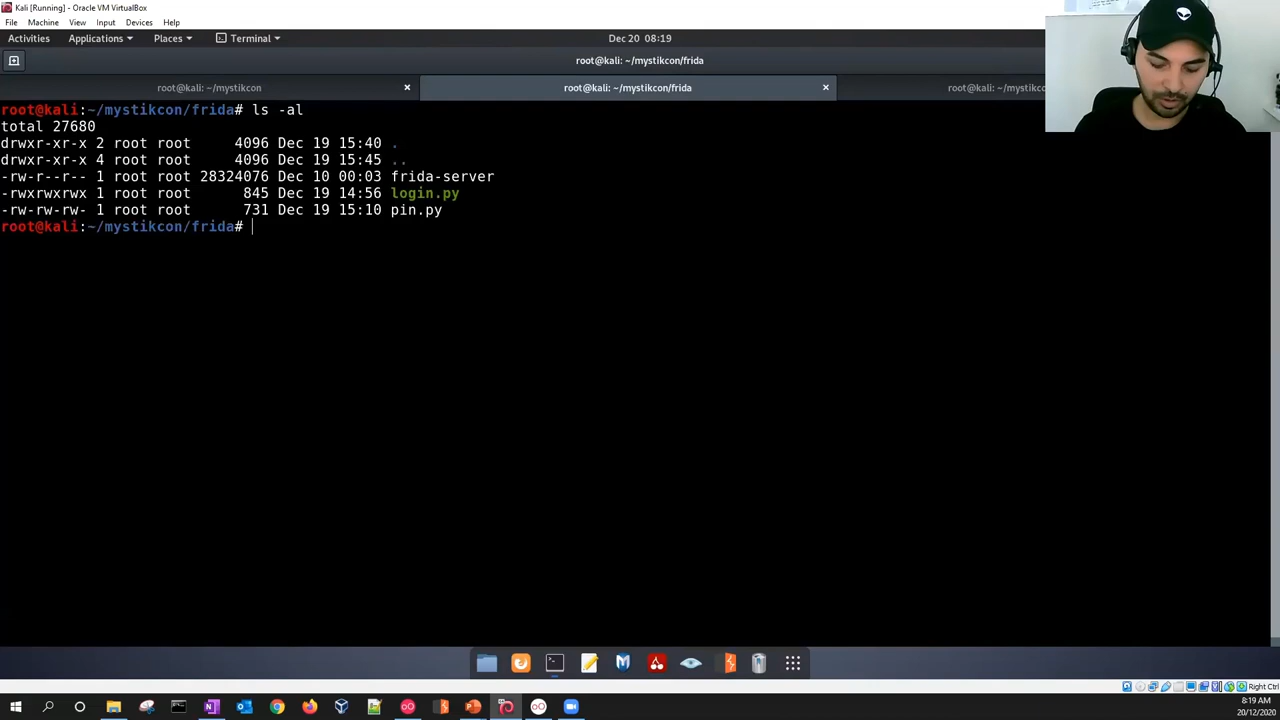 Kali [Running] - Oracle VM VirtualBox
File Machine View Input Devices Help
Activities Applications Places Terminal Dec 20 08:19
root@kali: ~/mystikcon/frida
root@kali: ~/mystikcon × root@kali: ~/mystikcon/frida × root@kali: ~/mystikc
root@kali:~/mystikcon/frida# ls -al
total 27680
drwxr-xr-x 2 root root 4096 Dec 19 15:40 .
drwxr-xr-x 4 root root 4096 Dec 19 15:45 ..
-rw-r--r-- 1 root root 28324076 Dec 10 00:03 frida-server
-rwxrwxrwx 1 root root 845 Dec 19 14:56 login.py
-rw-rw-rw- 1 root root 731 Dec 19 15:10 pin.py
root@kali:~/mystikcon/frida#
Right Ctrl
8:19 AM
20/12/2020